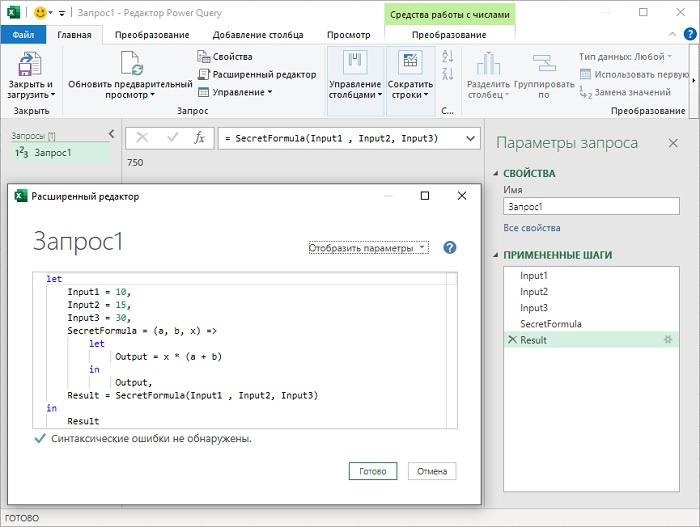 Запрос1 - Редактор Power Query
Средства работы с числами
Файл Главная Преобразование Добавление столбца Просмотр Преобразование
Закрыть и загрузить
Закрыть
Обновить предварительный просмотр
Свойства
Расширенный редактор
Управление
Запрос
Управление столбцами
Сократить строки
С...
Разделить столбец
Группировать по
Тип данных: Любой
Использовать первую
Замена значений
Преобразование
Запросы [1]
Запрос1
= SecretFormula(Input1 , Input2, Input3)
750
Параметры запроса
СВОЙСТВА
Имя
Запрос1
Все свойства
ПРИМЕНЕННЫЕ ШАГИ
Input1
Input2
Input3
SecretFormula
Result
Расширенный редактор
Запрос1
Отобразить параметры
let
Input1 = 10,
Input2 = 15,
Input3 = 30,
SecretFormula = (a, b, x) =>
let
Output = x * (a + b)
in
Output,
Result = SecretFormula(Input1 , Input2, Input3)
in
Result
Синтаксические ошибки не обнаружены.
Готово
Отмена
ГОТОВО